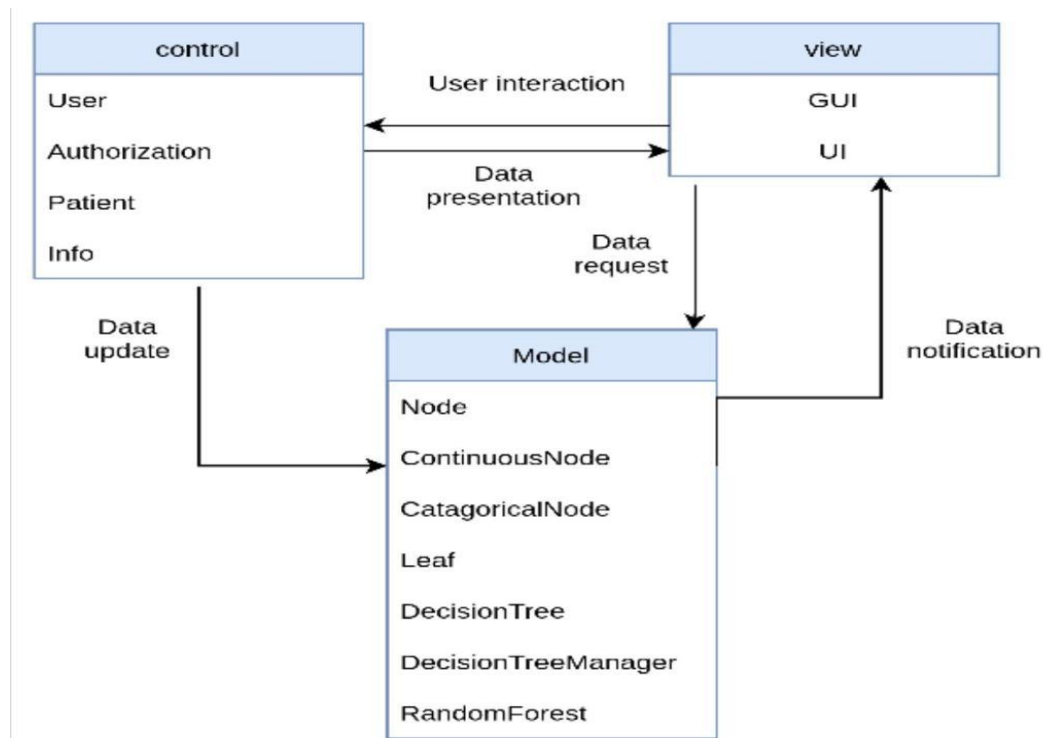 control
User
Authorization
Patient
Info
User interaction
Data
presentation
view
GUI
UI
Data
request
Data
update
Data
notification
Model
Node
ContinuousNode
CatagoricalNode
Leaf
DecisionTree
DecisionTreeManager
RandomForest